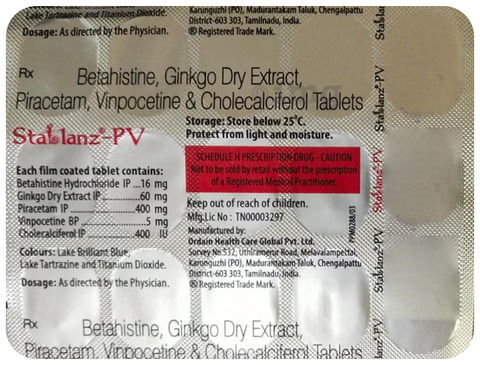 Lake Tartrazine and Titanium Dioxide.
Dosage: As directed by the Physician.
Karunguzhi (PO), Madurantakam Taluk, Chengalpattu
District-603 303, Tamilnadu, India.
® Registered Trade Mark.
Rx
Betahistine, Ginkgo Dry Extract,
Piracetam, Vinpocetine & Cholecalciferol Tablets
Stablanz®-PV
Each film coated tablet contains:
Betahistine Hydrochloride IP ...16 mg
Ginkgo Dry Extract IP ............60 mg
Piracetam IP ..................400 mg
Vinpocetine BP ................5 mg
Cholecalciferol IP ............400 IU
Colours: Lake Brilliant Blue,
Lake Tartrazine and Titanium Dioxide.
Dosage: As directed by the Physician.
Storage: Store below 25°C.
Protect from light and moisture.
SCHEDULE H PRESCRIPTION DRUG - CAUTION
Not to be sold by retail without the prescription
of a Registered Medical Practitioner.
Keep out of reach of children.
Mfg.Lic No : TN00003297
Manufactured by:
Ordain Health Care Global Pvt. Ltd.
Survey No.532, Uthiramerur Road, Melavalampettai,
Karunguzhi (PO), Madurantakam Taluk, Chengalpattu
District-603 303, Tamilnadu, India.
® Registered Trade Mark.
PPM0288/03
Stablanz®-PV
Stablanz®-PV
Rx
Betahistine, Ginkgo Dry Extract,
Piracetam, Vinpocetine & Cholecalciferol Tablets